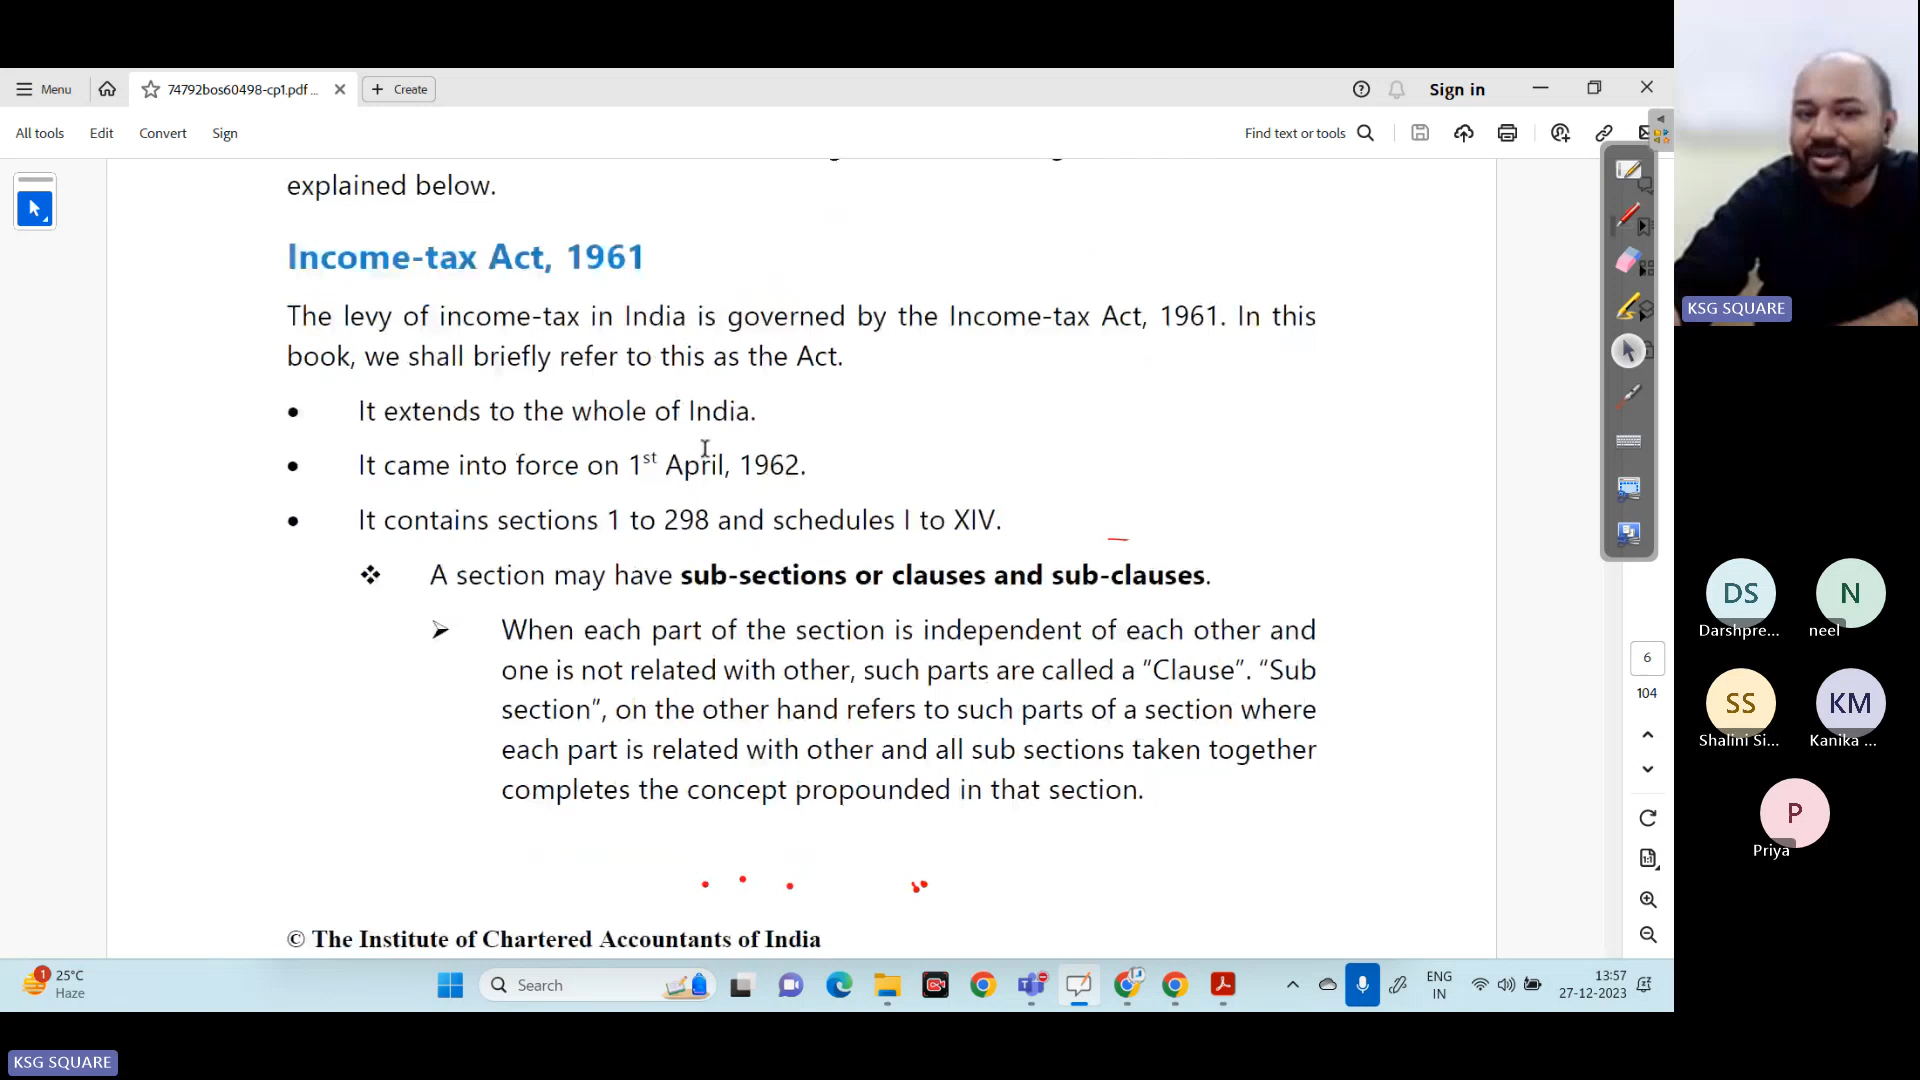 Menu
74792bos60498-cp1.pdf ...
Create
Sign in
All tools
Edit
Convert
Sign
Find text or tools
explained below.
Income-tax Act, 1961
The levy of income-tax in India is governed by the Income-tax Act, 1961. In this
book, we shall briefly refer to this as the Act.
• It extends to the whole of India.
• It came into force on 1st April, 1962.
• It contains sections 1 to 298 and schedules I to XIV.
❖ A section may have sub-sections or clauses and sub-clauses.
➢ When each part of the section is independent of each other and
one is not related with other, such parts are called a “Clause”. “Sub
section”, on the other hand refers to such parts of a section where
each part is related with other and all sub sections taken together
completes the concept propounded in that section.
© The Institute of Chartered Accountants of India
6
104
1:1
KSG SQUARE
DS
Darshpre...
N
neel
SS
Shalini Si...
KM
Kanika ...
P
Priya
1
25°C
Haze
Search
ENG
IN
13:57
27-12-2023
KSG SQUARE